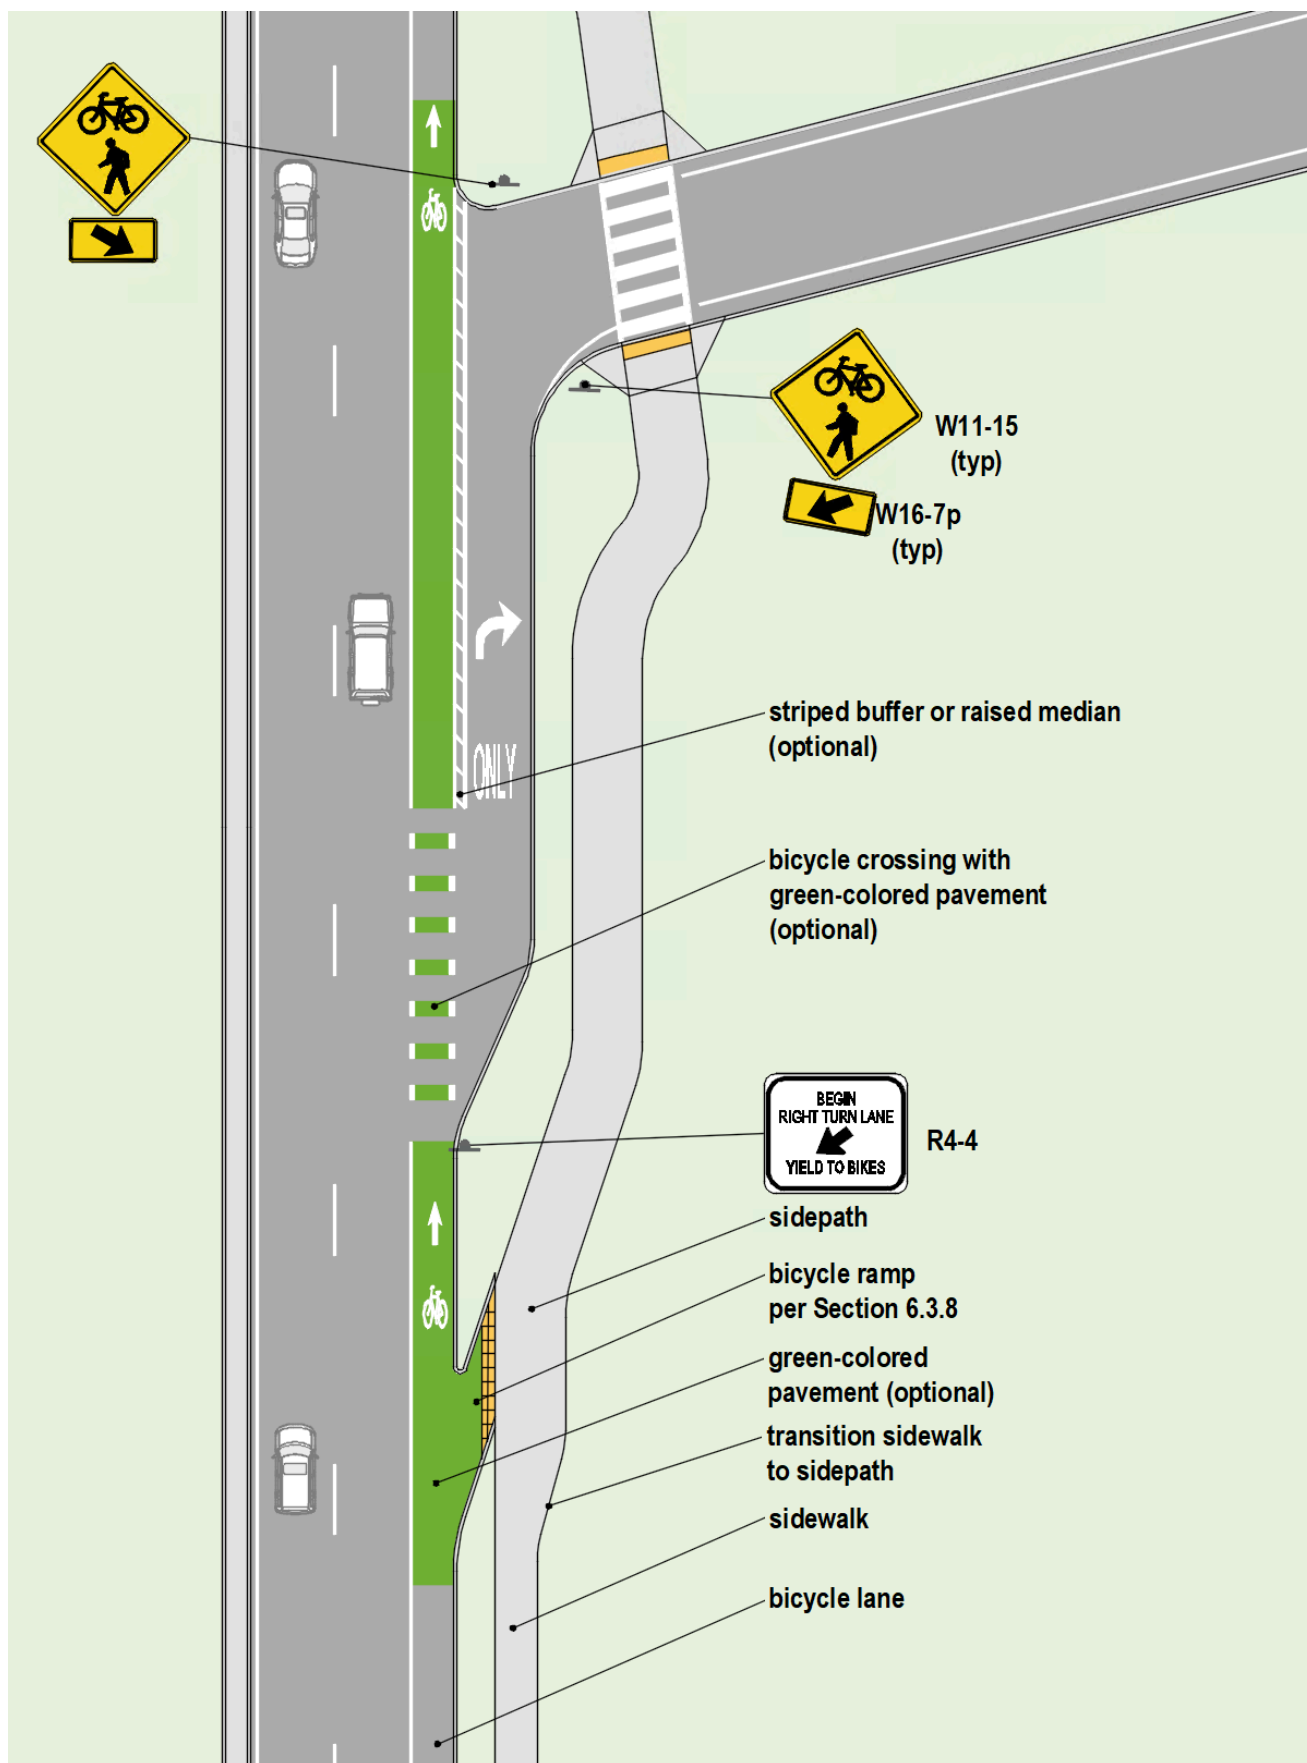 W11-15
(typ)
W16-7p
(typ)
striped buffer or raised median
(optional)
ONLY
bicycle crossing with
green-colored pavement
(optional)
BEGIN
RIGHT TURN LANE
YIELD TO BIKES
R4-4
sidepath
bicycle ramp
per Section 6.3.8
green-colored
pavement (optional)
transition sidewalk
to sidepath
sidewalk
bicycle lane